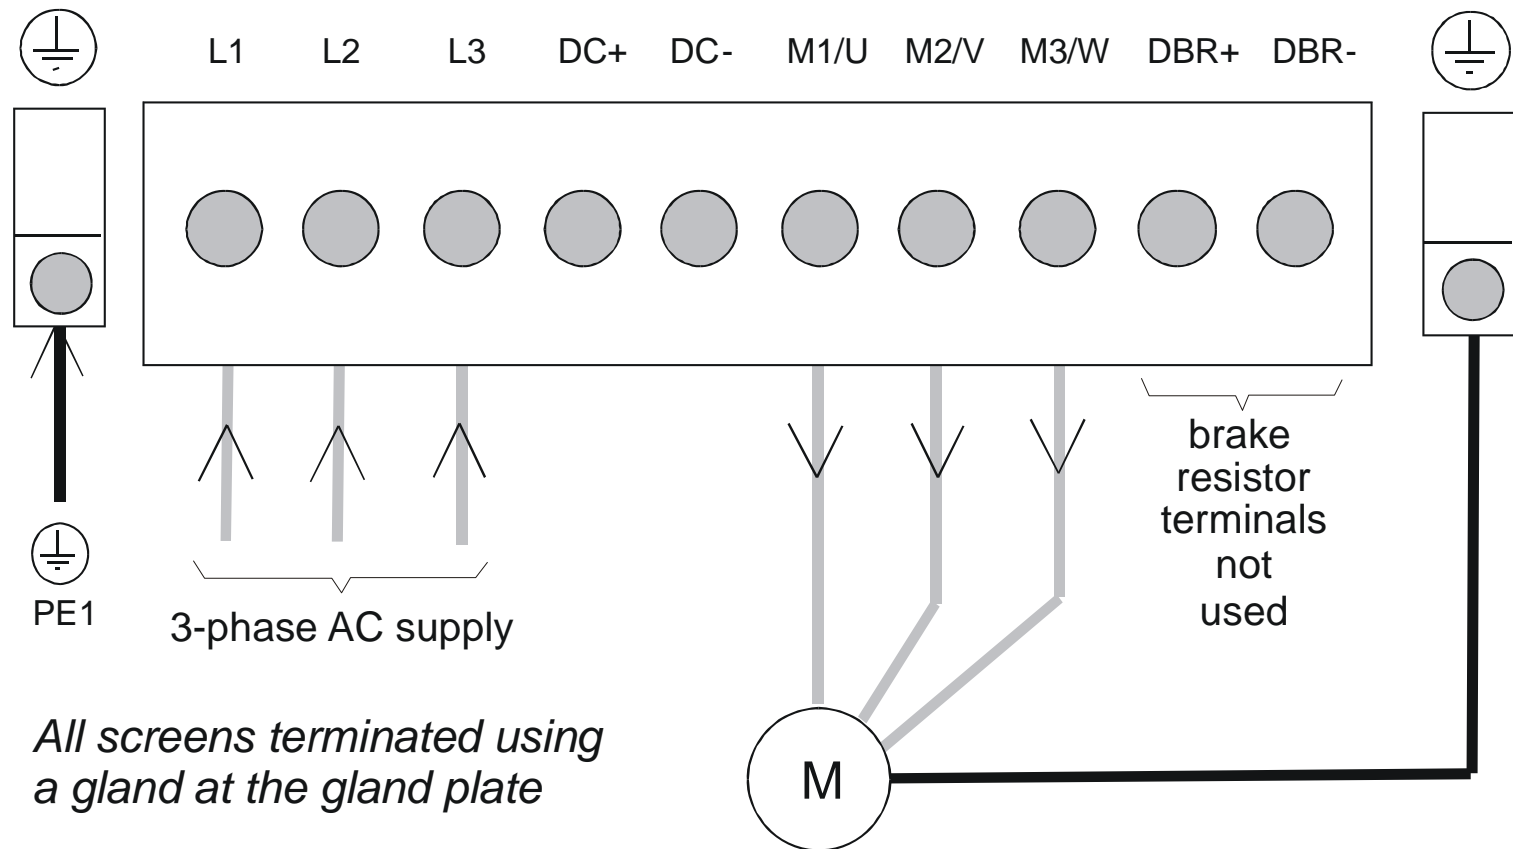 L1 L2 L3 DC+ DC- M1/U M2/V M3/W DBR+ DBR-
brake
resistor
terminals
not
used
PE1
3-phase AC supply
All screens terminated using
a gland at the gland plate
M